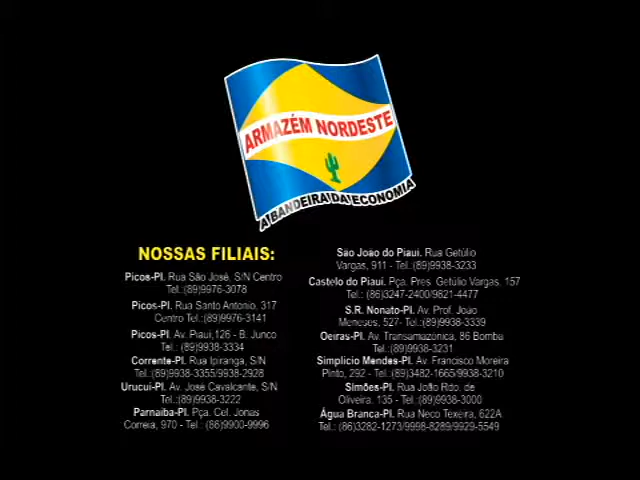 ARMAZÉM NORDESTE
A BANDEIRA DA ECONOMIA
NOSSAS FILIAIS:
Picos-PI. Rua São José, S/N Centro
Tel.:(89)9976-3078
Picos-PI. Rua Santo Antonio, 317
Centro Tel.:(89)9976-3141
Picos-PI. Av. Piauí,126 - B. Junco
Tel.:(89)9938-3334
Corrente-PI. Rua Ipiranga, S/N
Tel.:(89)9938-3355/9938-2928
Uruçuí-PI. Av. José Cavalcante, S/N
Tel.:(89)9938-3222
Parnaíba-PI. Pça. Cel. Jonas
Correia, 970 - Tel.: (86)9900-9996
São João do Piauí. Rua Getúlio
Vargas, 911 - Tel.:(89)9938-3233
Castelo do Piauí. Pça. Pres. Getúlio Vargas, 157
Tel.: (86)3247-2400/9821-4477
S.R. Nonato-PI. Av. Prof. João
Meneses, 527- Tel.:(89)9938-3339
Oeiras-PI. Av. Transamazônica, 86 Bomba
Tel.:(89)9938-3231
Simplício Mendes-PI. Av. Francisco Moreira
Pinto, 292 - Tel.:(89)3482-1665/9938-3210
Simões-PI. Rua João Rdo. de
Oliveira, 135 - Tel.:(89)9938-3000
Água Branca-PI. Rua Neco Texeira, 622A
Tel.: (86)3282-1273/9998-8289/9929-5549